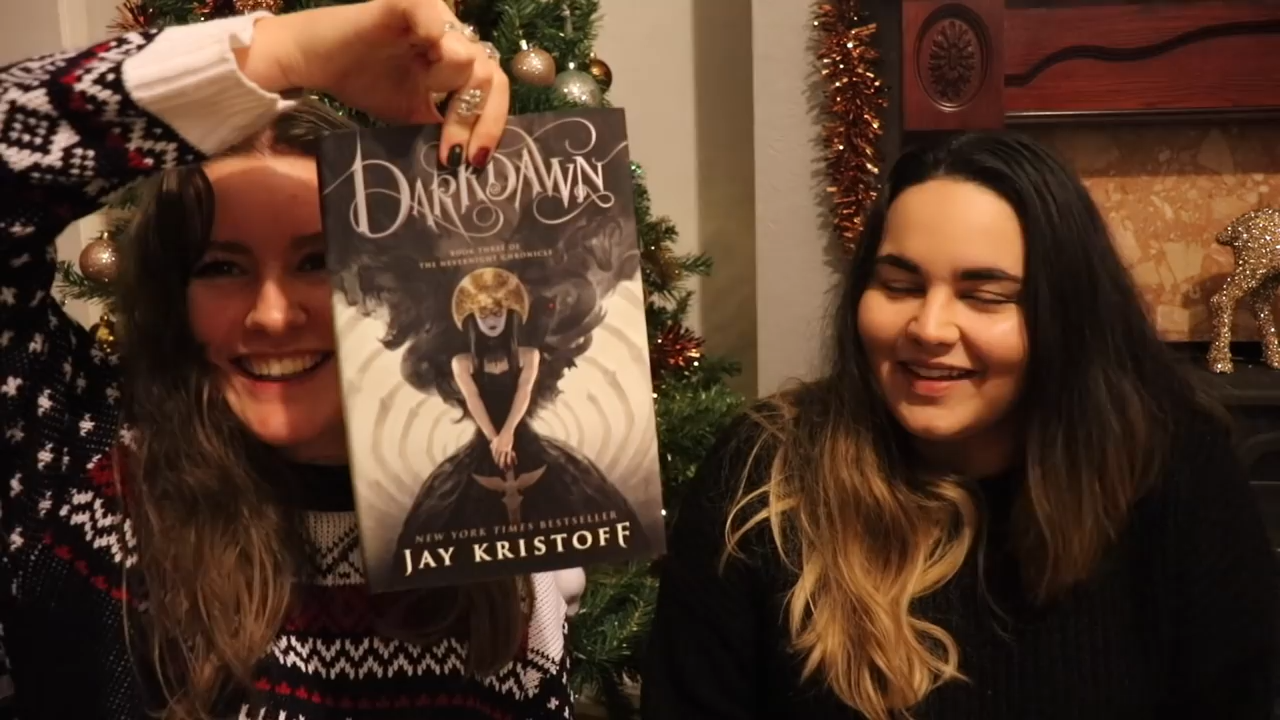 DARKDAWN
BOOK THREE OF
THE NEVERNIGHT CHRONICLE
NEW YORK TIMES BESTSELLER
JAY KRISTOFF